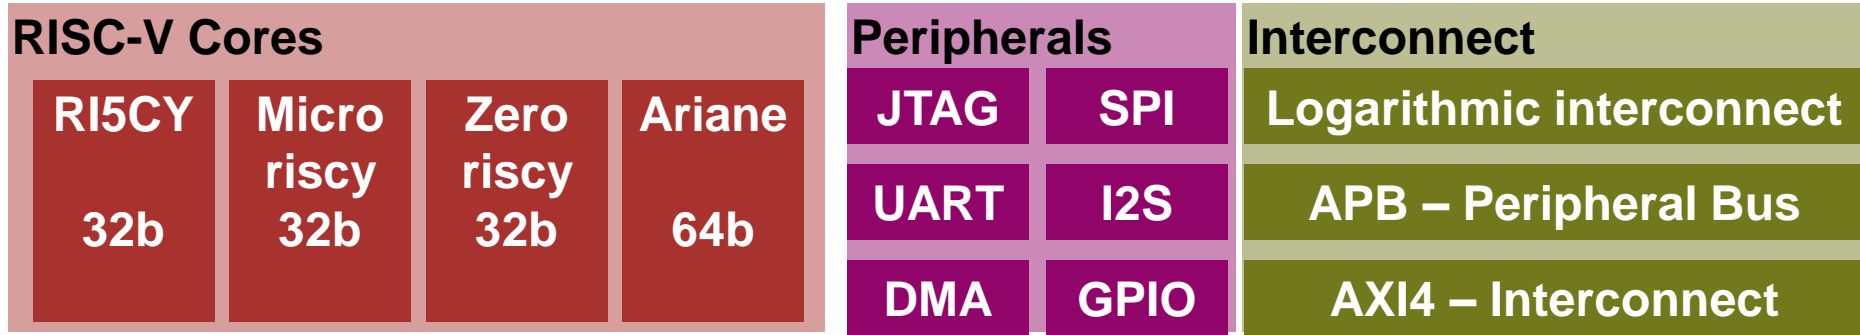 RISC-V Cores
RI5CY
32b
Micro
riscy
32b
Zero
riscy
32b
Ariane
64b
Peripherals
JTAG
SPI
UART
I2S
DMA
GPIO
Interconnect
Logarithmic interconnect
APB – Peripheral Bus
AXI4 – Interconnect